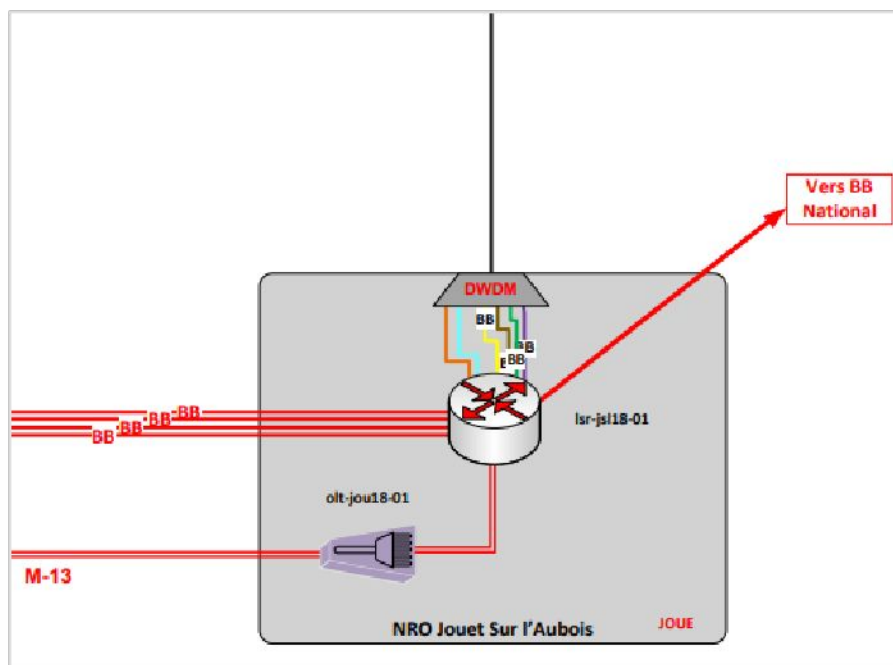 Vers BB
National
DWDM
BB
BB
BB
BB
BB
BB
BB
lsr-jsl18-01
olt-jou18-01
M-13
NRO Jouet Sur l’Aubois
JOUE